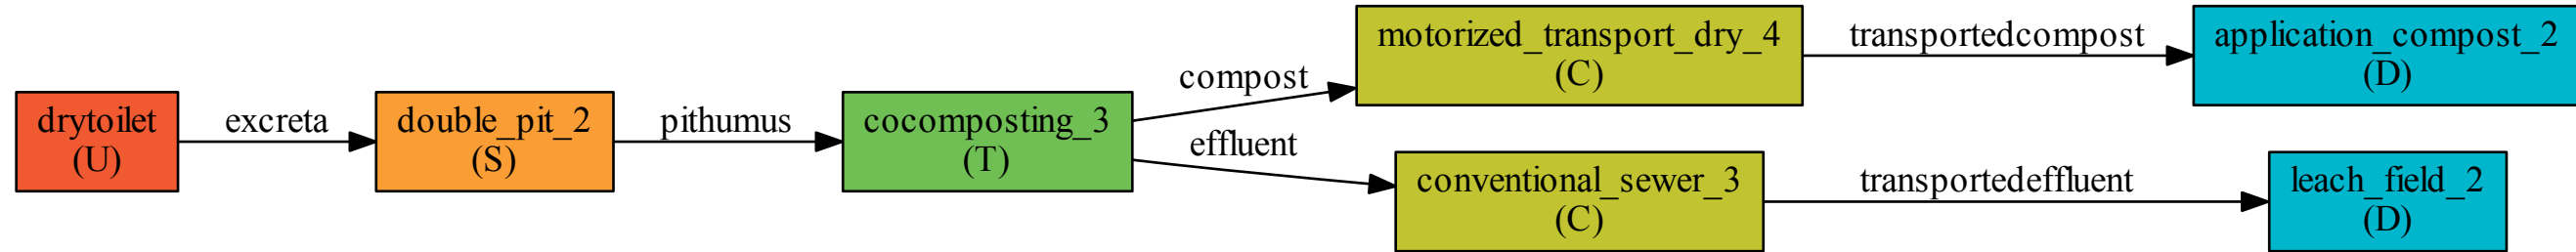 drytoilet
(U)
excreta
double_pit_2
(S)
pithumus
cocomposting_3
(T)
compost
effluent
motorized_transport_dry_4
(C)
transportedcompost
application_compost_2
(D)
conventional_sewer_3
(C)
transportedeffluent
leach_field_2
(D)